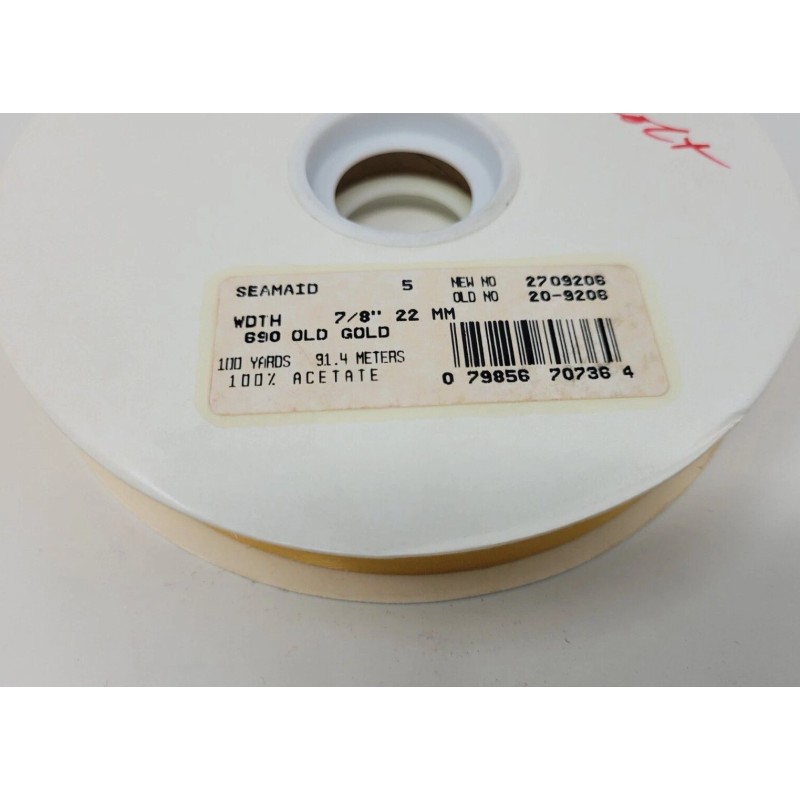 SEAMAID 5 NEW NO 2709206
OLD NO 20-9206
WDTH 7/8" 22 MM
690 OLD GOLD
100 YARDS 91.4 METERS
100% ACETATE
0 79856 70736 4